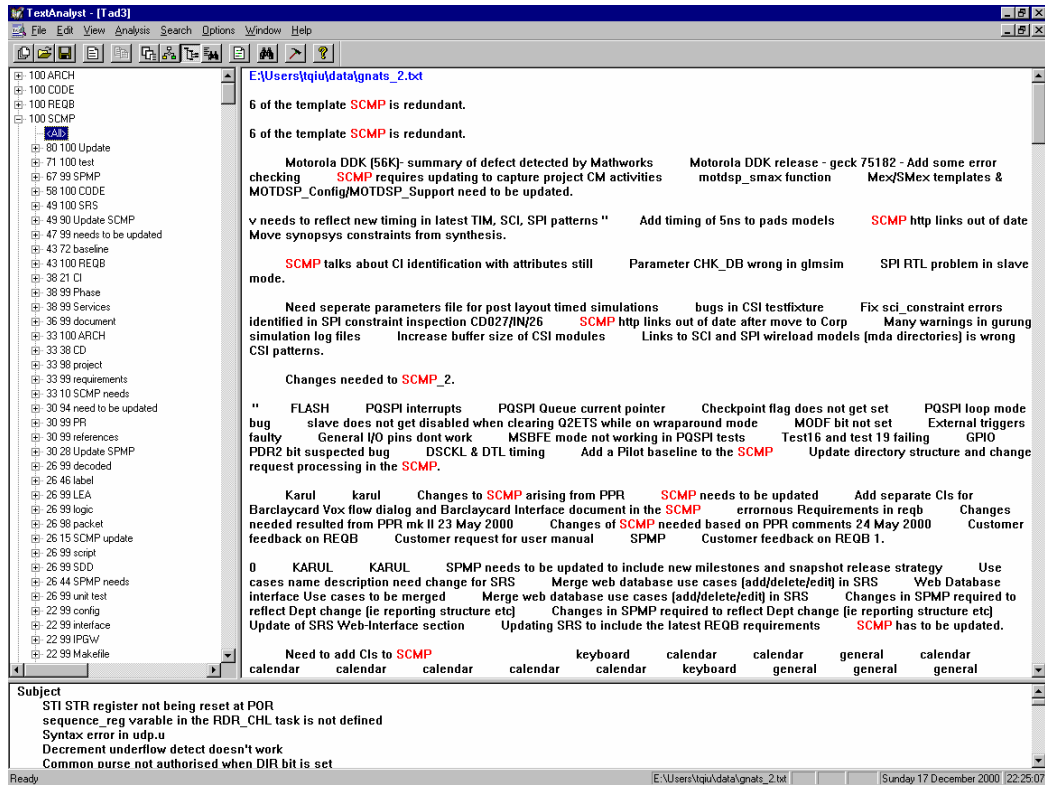 TextAnalyst - [Tad3]
File Edit View Analysis Search Options Window Help
100 ARCH
100 CODE
100 REQB
100 SCMP
<All>
80 100 Update
71 100 test
67 99 SPMP
58 100 CODE
49 100 SRS
49 90 Update SCMP
47 99 needs to be updated
43 72 baseline
43 100 REQB
38 21 CI
38 99 Phase
38 99 Services
36 99 document
33 100 ARCH
33 38 CD
33 98 project
33 99 requirements
33 10 SCMP needs
30 94 need to be updated
30 99 PR
30 99 references
30 28 Update SPMP
26 99 decoded
26 46 label
26 99 LEA
26 99 logic
26 98 packet
26 15 SCMP update
26 99 script
26 99 SDD
26 44 SPMP needs
26 99 unit test
22 99 config
22 99 interface
22 99 IPGW
22 99 Makefile
E:\Users\tqiu\data\gnats_2.txt
6 of the template SCMP is redundant.
6 of the template SCMP is redundant.
Motorola DDK (56K)- summary of defect detected by Mathworks Motorola DDK release - geck 75182 - Add some error
checking SCMP requires updating to capture project CM activities motdsp_smax function Mex/SMex templates &
MOTDSP_Config/MOTDSP_Support need to be updated.
v needs to reflect new timing in latest TIM, SCI, SPI patterns " Add timing of 5ns to pads models SCMP http links out of date
Move synopsys constraints from synthesis.
SCMP talks about CI identification with attributes still Parameter CHK_DB wrong in glmsim SPI RTL problem in slave
mode.
Need seperate parameters file for post layout timed simulations bugs in CSI testfixture Fix sci_constraint errors
identified in SPI constraint inspection CD027/IN/26 SCMP http links out of date after move to Corp Many warnings in gurung
simulation log files Increase buffer size of CSI modules Links to SCI and SPI wireload models (mda directories) is wrong
CSI patterns.
Changes needed to SCMP_2.
" FLASH PQSPI interrupts PQSPI Queue current pointer Checkpoint flag does not get set PQSPI loop mode
bug slave does not get disabled when clearing Q2ETS while on wraparound mode MODF bit not set External triggers
faulty General I/O pins dont work MSBFE mode not working in PQSPI tests Test16 and test 19 failing GPIO
PDR2 bit suspected bug DSCKL & DTL timing Add a Pilot baseline to the SCMP Update directory structure and change
request processing in the SCMP.
Karul karul Changes to SCMP arising from PPR SCMP needs to be updated Add separate CIs for
Barclaycard Vox flow dialog and Barclaycard Interface document in the SCMP errornous Requirements in reqb Changes
needed resulted from PPR mk II 23 May 2000 Changes of SCMP needed based on PPR comments 24 May 2000 Customer
feedback on REQB Customer request for user manual SPMP Customer feedback on REQB 1.
0 KARUL KARUL SPMP needs to be updated to include new milestones and snapshot release strategy Use
cases name description need change for SRS Merge web database use cases (add/delete/edit) in SRS Web Database
interface Use cases to be merged Merge web database use cases (add/delete/edit) in SRS Changes in SPMP required to
reflect Dept change (ie reporting structure etc) Changes in SPMP required to reflect Dept change (ie reporting structure etc)
Update of SRS Web-Interface section Updating SRS to include the latest REQB requirements SCMP has to be updated.
Need to add CIs to SCMP keyboard calendar calendar general calendar
calendar calendar calendar calendar calendar keyboard general general general
Subject
STI STR register not being reset at POR
sequence_reg varable in the RDR_CHL task is not defined
Syntax error in udp.u
Decrement underflow detect doesn't work
Common purse not authorised when DIR bit is set
Ready E:\Users\tqiu\data\gnats_2.txt Sunday 17 December 2000 22:25:07